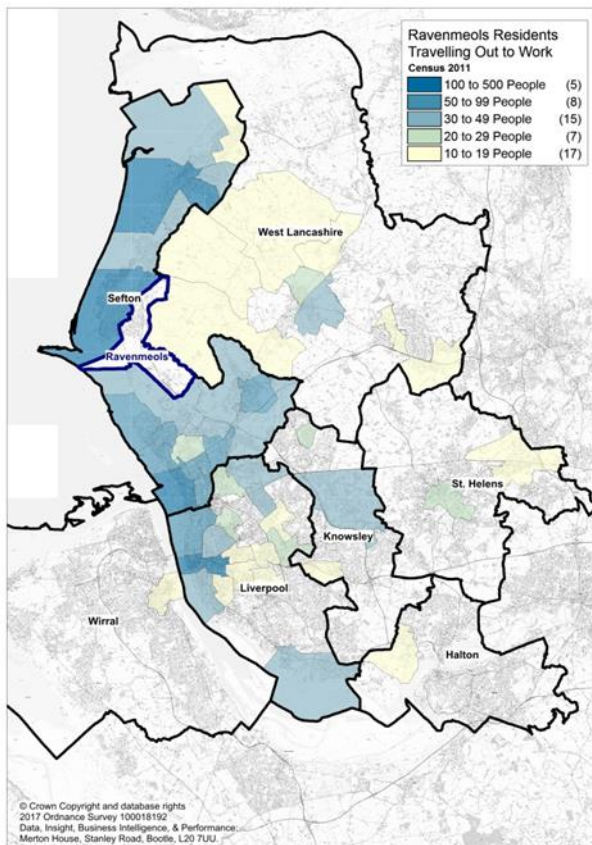 Ravenmeols Residents
Travelling Out to Work
Census 2011
100 to 500 People (5)
50 to 99 People (8)
30 to 49 People (15)
20 to 29 People (7)
10 to 19 People (17)
West Lancashire
Sefton
Ravenmeols
St. Helens
Knowsley
Liverpool
Wirral
Halton
© Crown Copyright and database rights
2017 Ordnance Survey 100018192
Data, Insight, Business Intelligence, & Performance:
Merton House, Stanley Road, Bootle, L20 7UU.